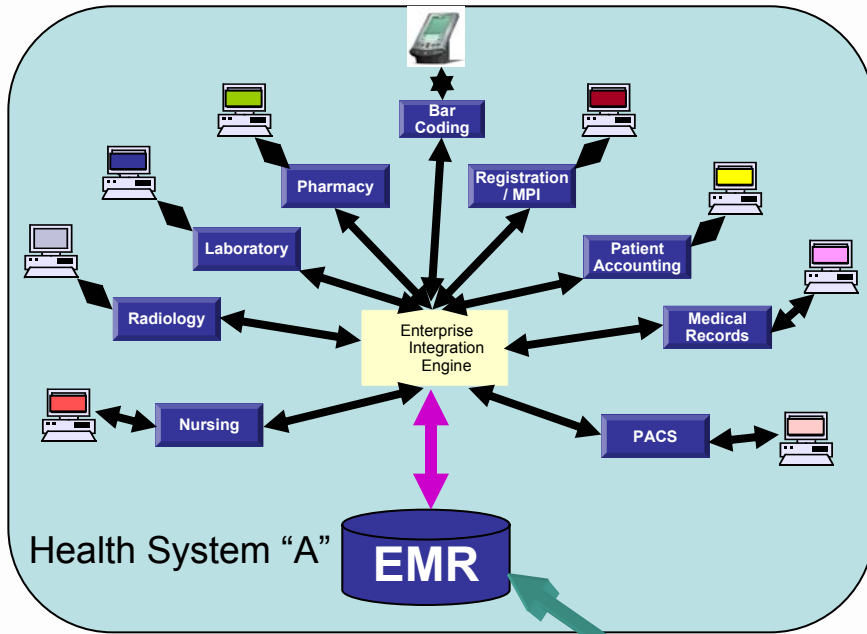 Bar
Coding
Pharmacy
Registration
/ MPI
Laboratory
Patient
Accounting
Radiology
Enterprise
Integration
Engine
Medical
Records
Nursing
PACS
Health System “A”
EMR